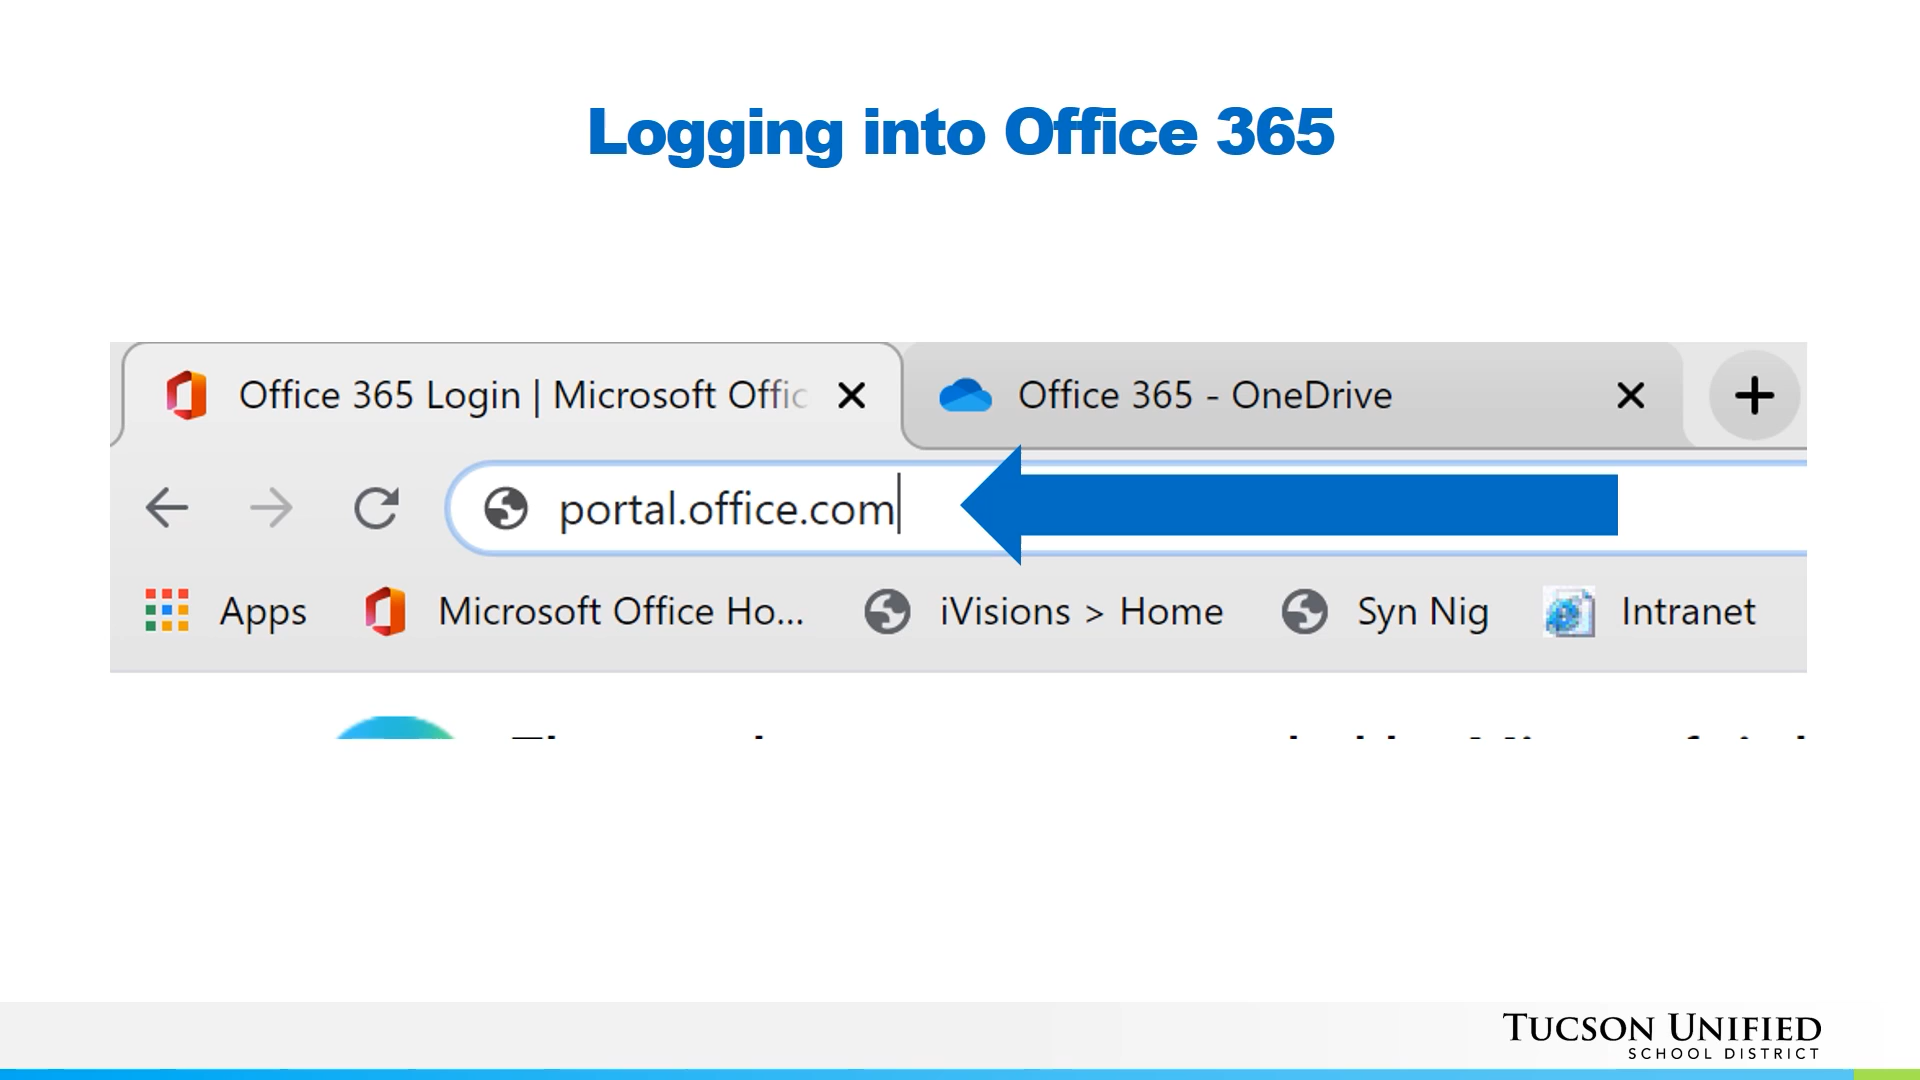 Logging into Office 365
Office 365 Login | Microsoft Offic
Office 365 - OneDrive
portal.office.com
Apps
Microsoft Office Ho...
iVisions > Home
Syn Nig
Intranet
TUCSON UNIFIED
SCHOOL DISTRICT